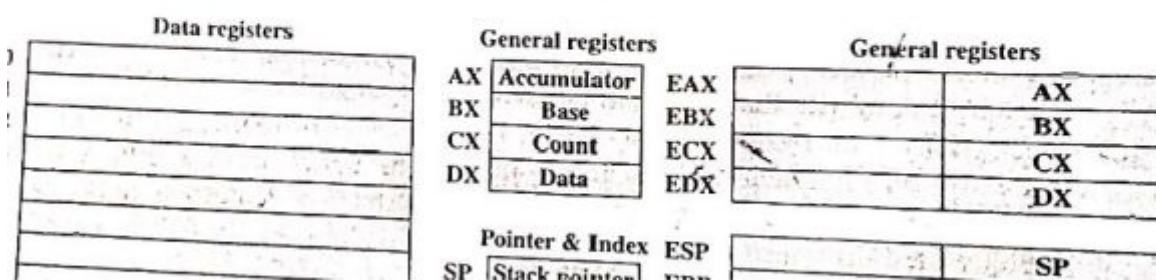 Data registers
General registers
AX Accumulator
BX Base
CX Count
DX Data
Pointer & Index
SP Stack pointer
General registers
EAX AX
EBX BX
ECX CX
EDX DX
ESP SP